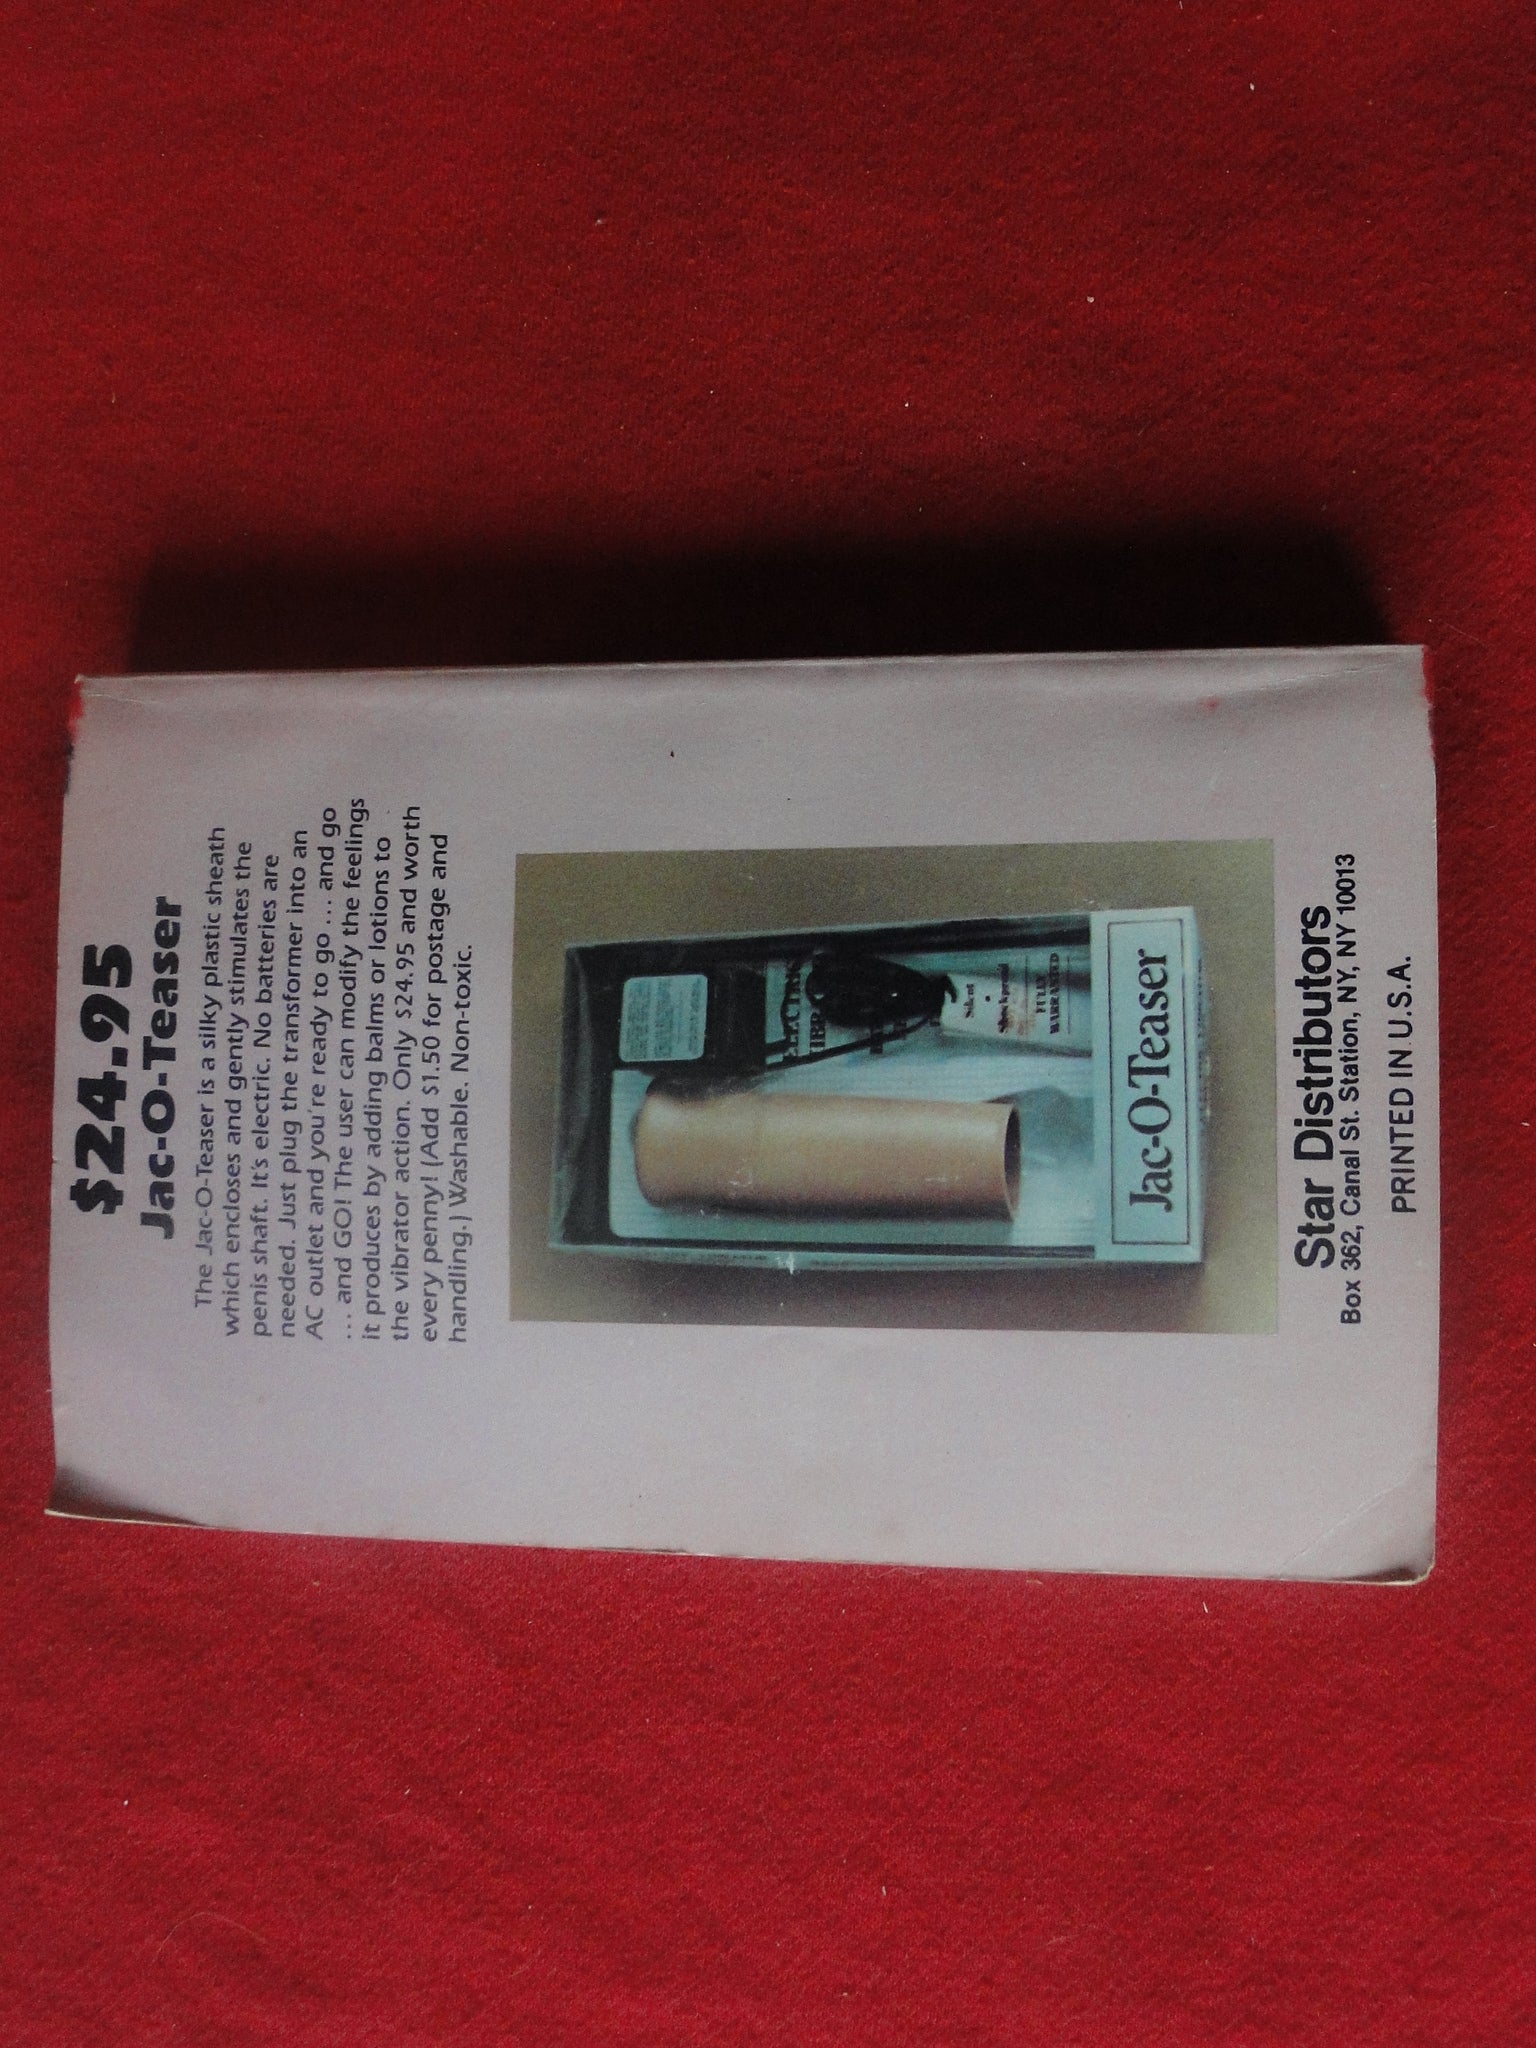 $24.95
Jac-O-Teaser
The Jac-O-Teaser is a silky plastic sheath
which encloses and gently stimulates the
penis shaft. It's electric. No batteries are
needed. Just plug the transformer into an
AC outlet and you're ready to go ... and go
... and GO! The user can modify the feelings
it produces by adding balms or lotions to
the vibrator action. Only $24.95 and worth
every penny! (Add $1.50 for postage and
handling.) Washable. Non-toxic.
Silent
Shockproof
FULLY
WARRANTED
Jac-O-Teaser
Star Distributors
Box 362, Canal St. Station, NY, NY 10013
PRINTED IN U.S.A.